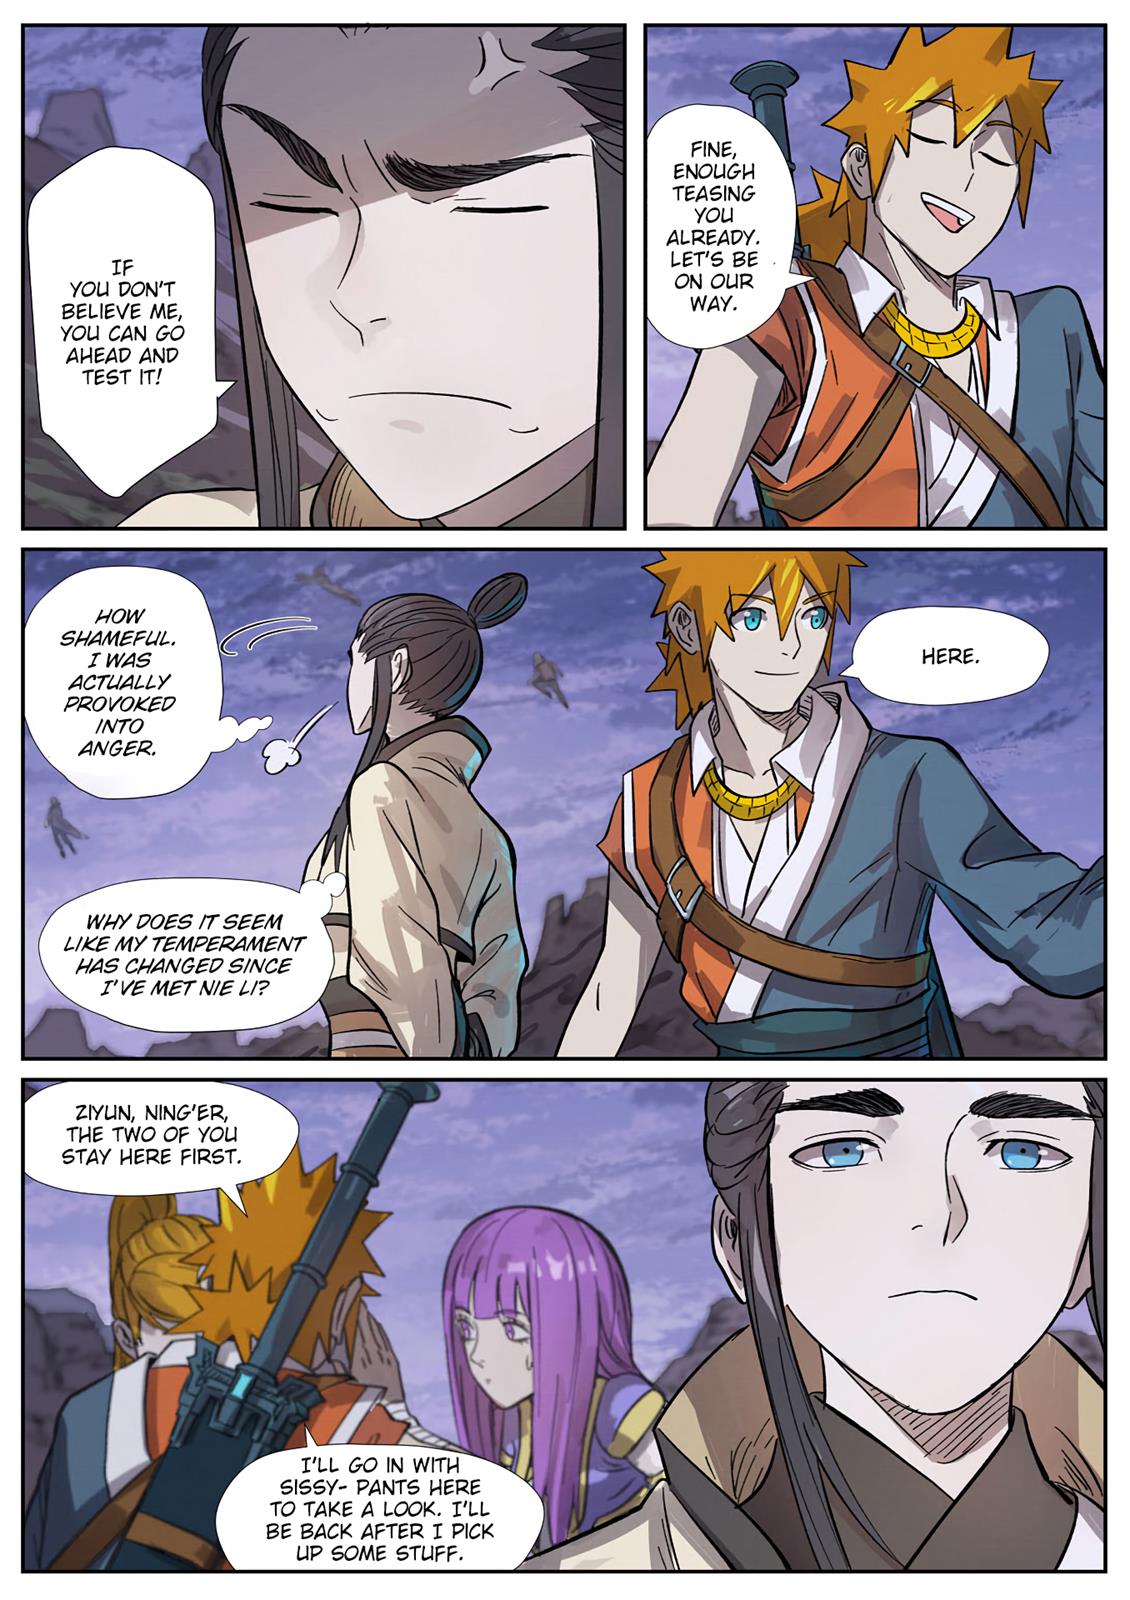 IF
YOU DON'T
BELIEVE ME,
YOU CAN GO
AHEAD AND
TEST IT!
FINE,
ENOUGH
TEASING
YOU
ALREADY.
LET'S BE
ON OUR
WAY.
HOW
SHAMEFUL.
I WAS
ACTUALLY
PROVOKED
INTO
ANGER.
HERE.
WHY DOES IT SEEM
LIKE MY TEMPERAMENT
HAS CHANGED SINCE
I'VE MET NIE LI?
ZIYUN, NING'ER,
THE TWO OF YOU
STAY HERE FIRST.
I'LL GO IN WITH
SISSY- PANTS HERE
TO TAKE A LOOK. I'LL
BE BACK AFTER I PICK
UP SOME STUFF.